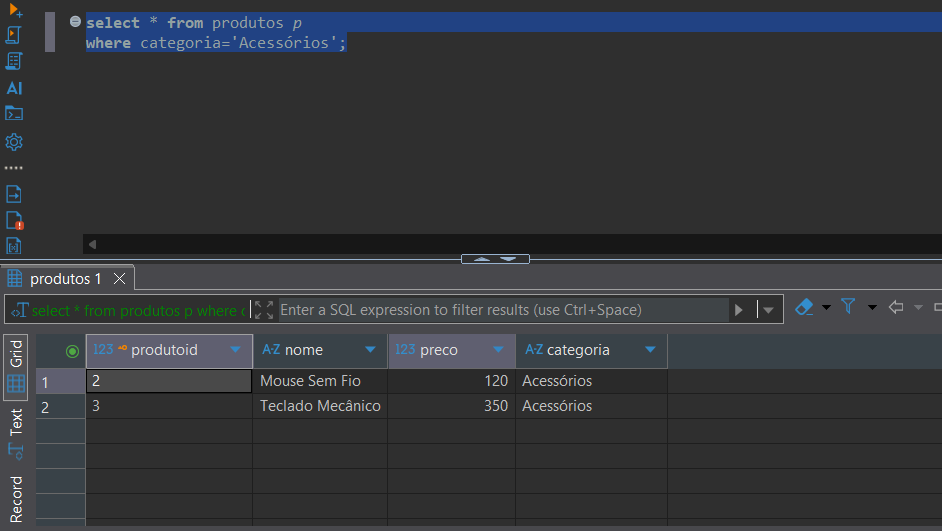 select * from produtos p
where categoria='Acessórios';
AI
produtos 1
select * from produtos p where
Enter a SQL expression to filter results (use Ctrl+Space)
Grid
Text
Record
123 produtoid A-Z nome 123 preco A-Z categoria
1 2 Mouse Sem Fio 120 Acessórios
2 3 Teclado Mecânico 350 Acessórios